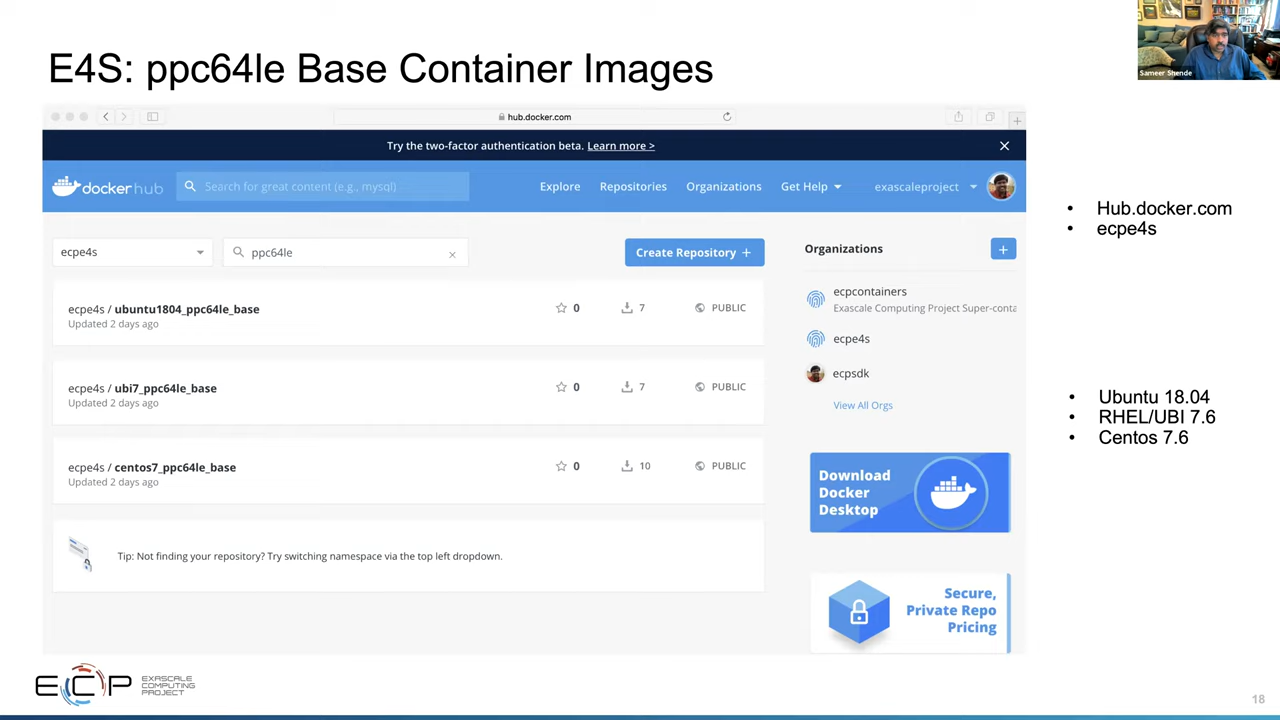 E4S: ppc64le Base Container Images
Sameer Shende
hub.docker.com
Try the two-factor authentication beta. Learn more >
docker hub
Search for great content (e.g., mysql)
Explore
Repositories
Organizations
Get Help
exascaleproject
ecpe4s
ppc64le
Create Repository +
ecpe4s / ubuntu1804_ppc64le_base
0
7
PUBLIC
Updated 2 days ago
ecpe4s / ubi7_ppc64le_base
0
7
PUBLIC
Updated 2 days ago
ecpe4s / centos7_ppc64le_base
0
10
PUBLIC
Updated 2 days ago
Tip: Not finding your repository? Try switching namespace via the top left dropdown.
Organizations
ecpcontainers
Exascale Computing Project Super-conta
ecpe4s
ecpsdk
View All Orgs
Download
Docker
Desktop
Secure,
Private Repo
Pricing
• Hub.docker.com
• ecpe4s
• Ubuntu 18.04
• RHEL/UBI 7.6
• Centos 7.6
ECP
EXASCALE
COMPUTING
PROJECT
18